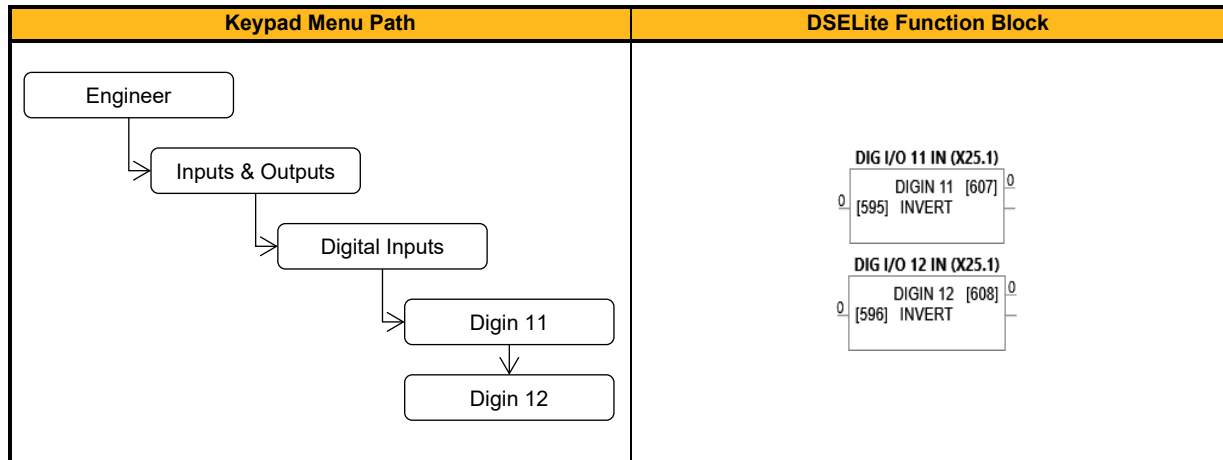 Keypad Menu Path
DSELite Function Block
Engineer
Inputs & Outputs
Digital Inputs
Digin 11
Digin 12
DIG I/O 11 IN (X25.1)
DIGIN 11 [607] 0
0 [595] INVERT
DIG I/O 12 IN (X25.1)
DIGIN 12 [608] 0
0 [596] INVERT